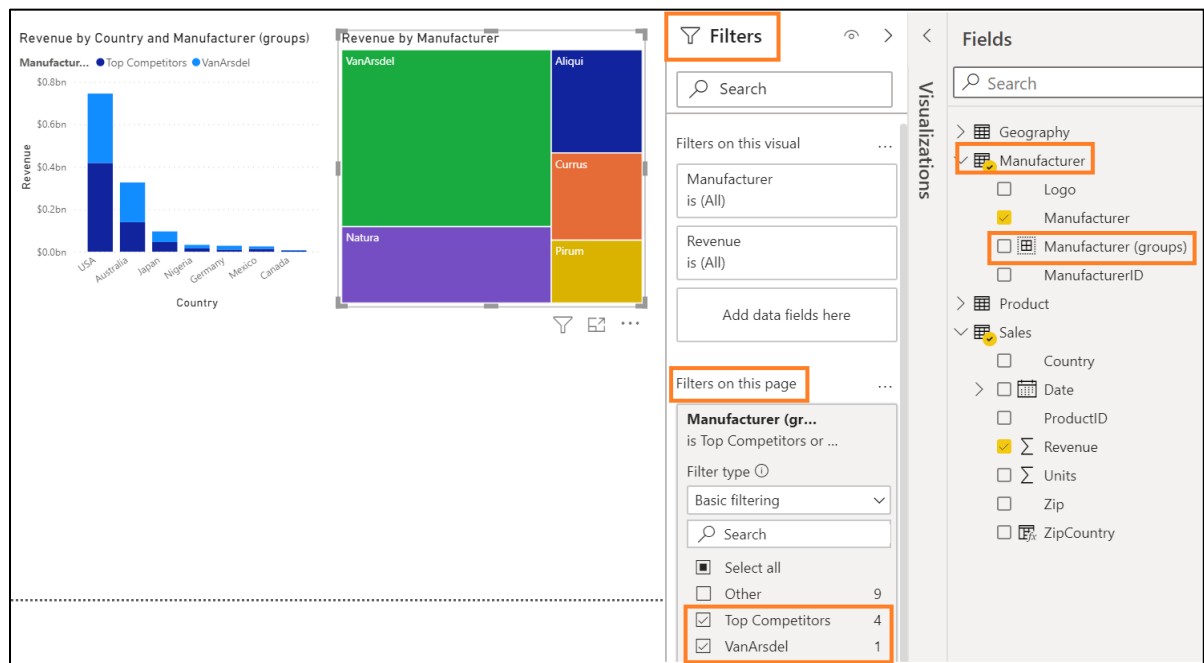 Revenue by Country and Manufacturer (groups)
Manufactur... Top Competitors VanArsdel
$0.8bn
$0.6bn
$0.4bn
$0.2bn
$0.0bn
Revenue
USA
Australia
Japan
Nigeria
Germany
Mexico
Canada
Country
Revenue by Manufacturer
VanArsdel
Aliqui
Currus
Natura
Pirum
Filters
Search
Filters on this visual ...
Manufacturer
is (All)
Revenue
is (All)
Add data fields here
Filters on this page ...
Manufacturer (gr...
is Top Competitors or ...
Filter type
Basic filtering
Search
Select all
Other 9
Top Competitors 4
VanArsdel 1
Visualizations
Fields
Search
Geography
Manufacturer
Logo
Manufacturer
Manufacturer (groups)
ManufacturerID
Product
Sales
Country
Date
ProductID
Revenue
Units
Zip
ZipCountry